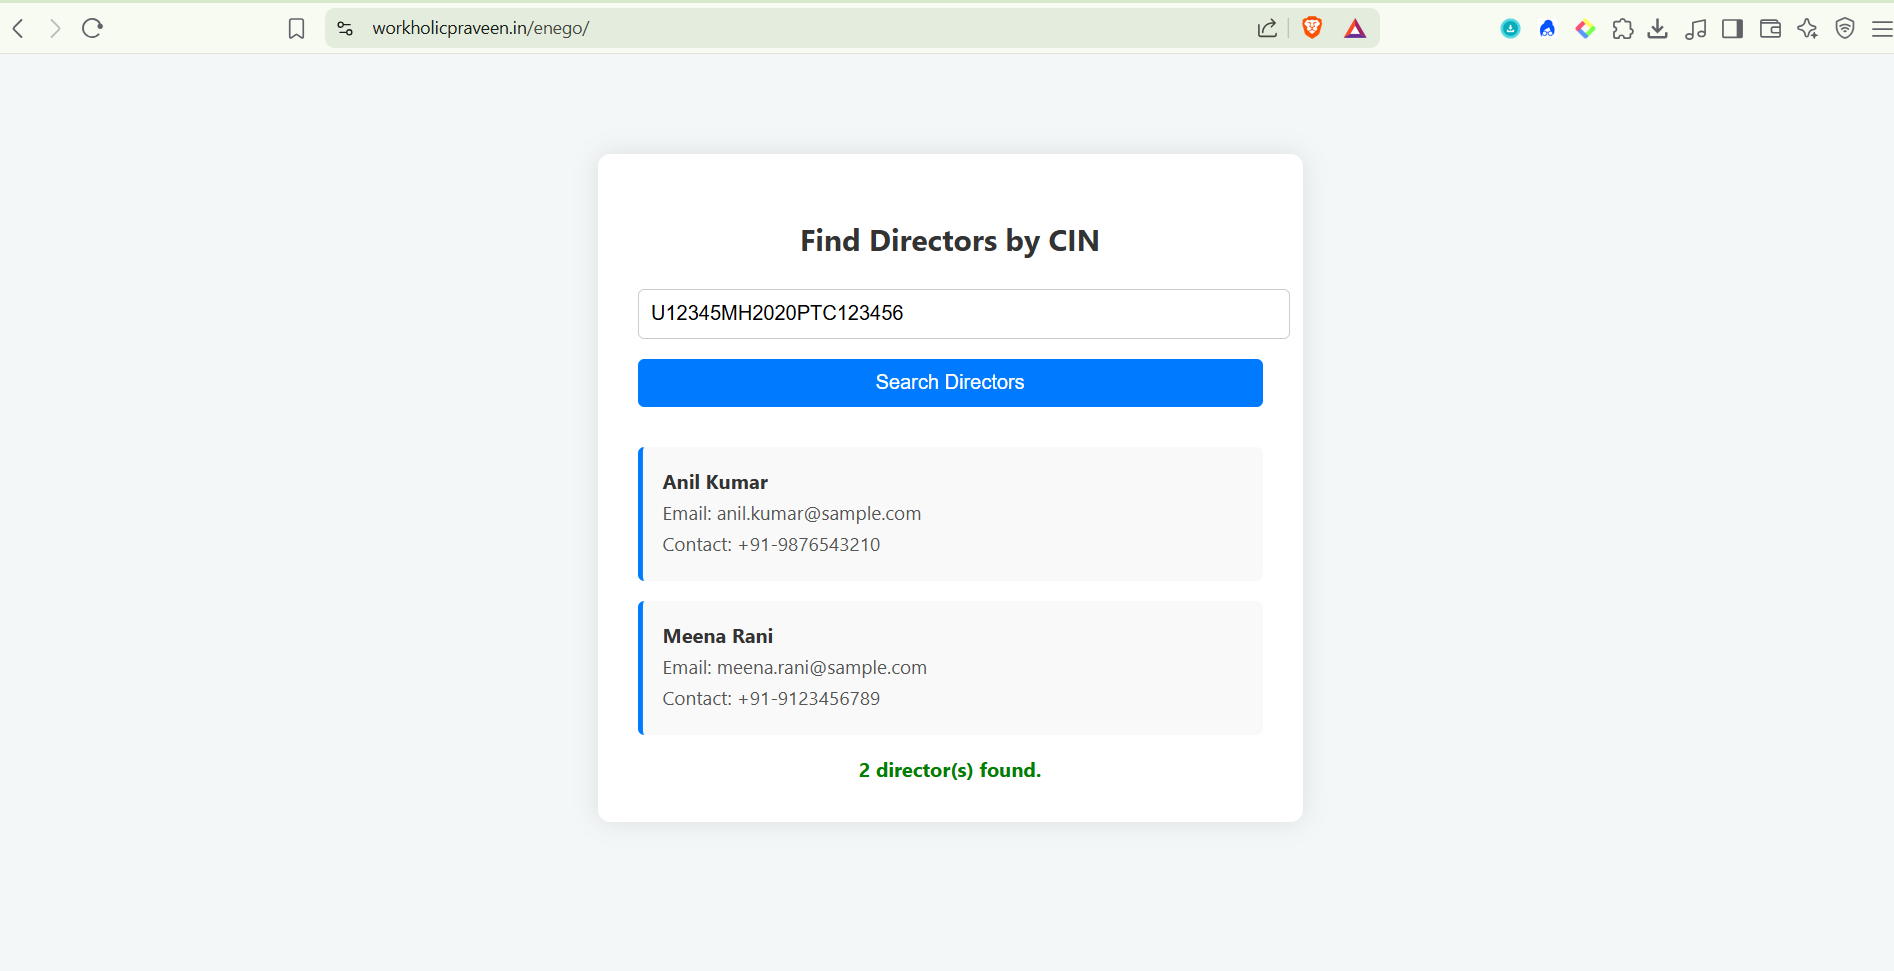 workholicpraveen.in/enego/
Find Directors by CIN
U12345MH2020PTC123456
Search Directors
Anil Kumar
Email: anil.kumar@sample.com
Contact: +91-9876543210
Meena Rani
Email: meena.rani@sample.com
Contact: +91-9123456789
2 director(s) found.